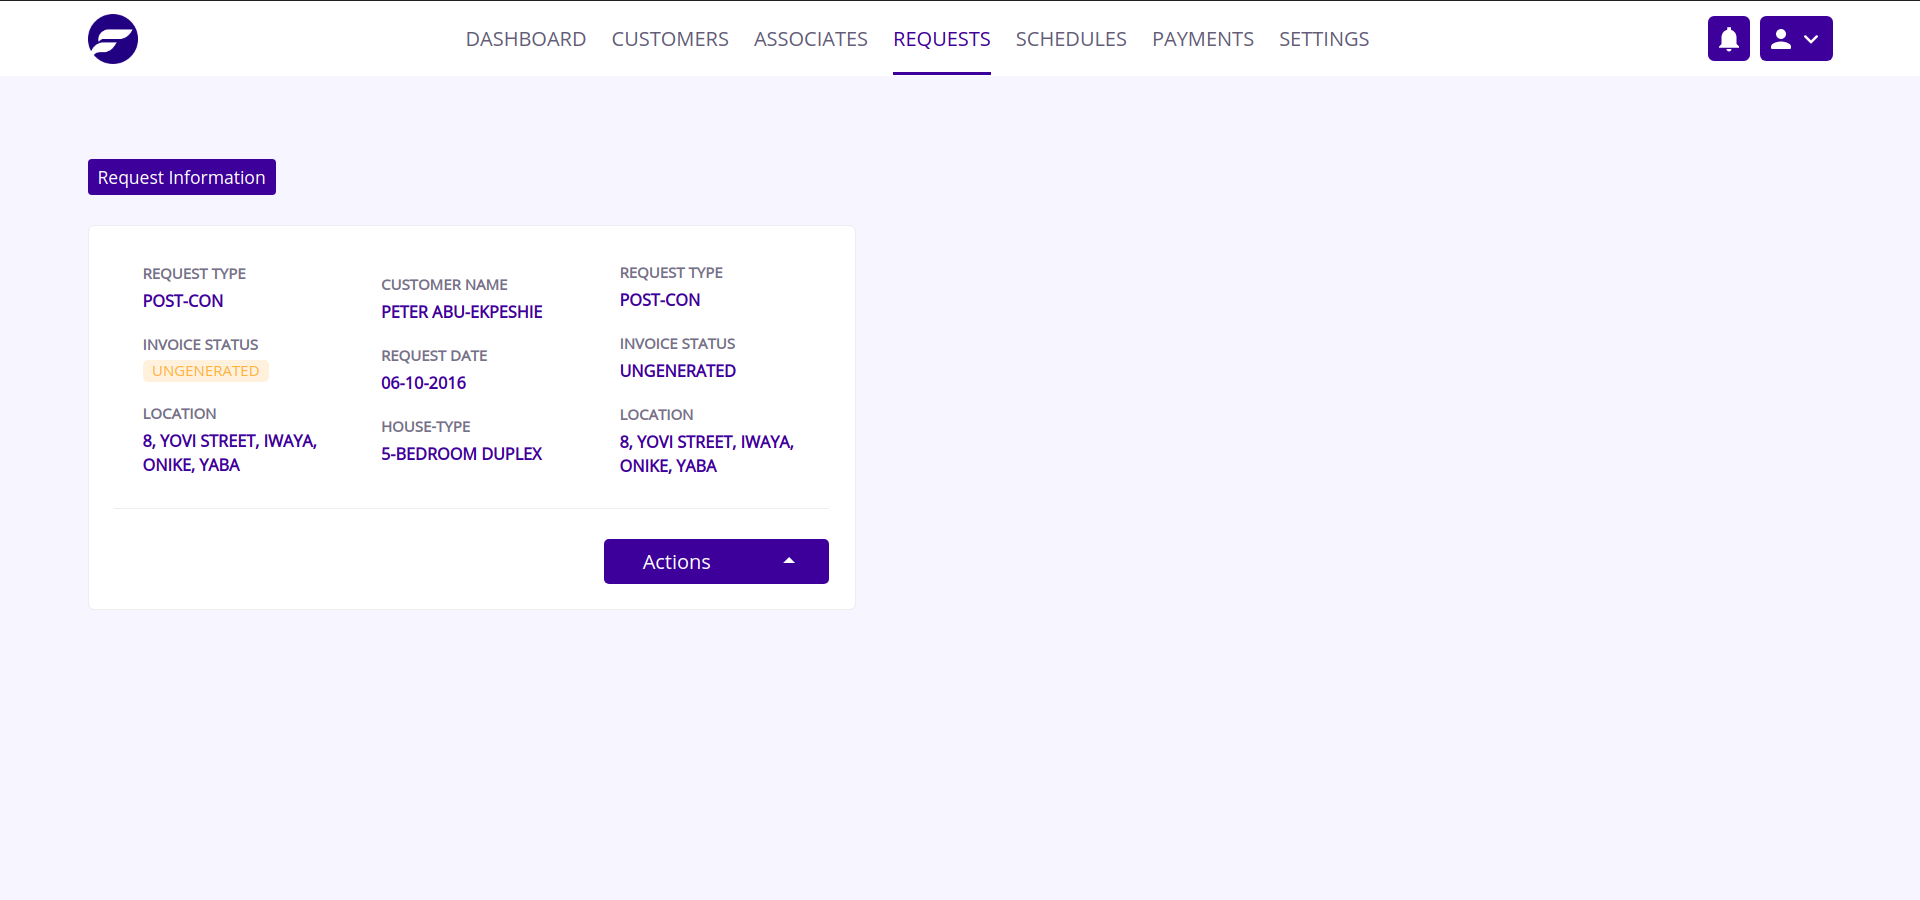 DASHBOARD CUSTOMERS ASSOCIATES REQUESTS SCHEDULES PAYMENTS SETTINGS
Request Information
REQUEST TYPE
POST-CON
INVOICE STATUS
UNGENERATED
LOCATION
8, YOVI STREET, IWAYA,
ONIKE, YABA
CUSTOMER NAME
PETER ABU-EKPESHIE
REQUEST DATE
06-10-2016
HOUSE-TYPE
5-BEDROOM DUPLEX
REQUEST TYPE
POST-CON
INVOICE STATUS
UNGENERATED
LOCATION
8, YOVI STREET, IWAYA,
ONIKE, YABA
Actions